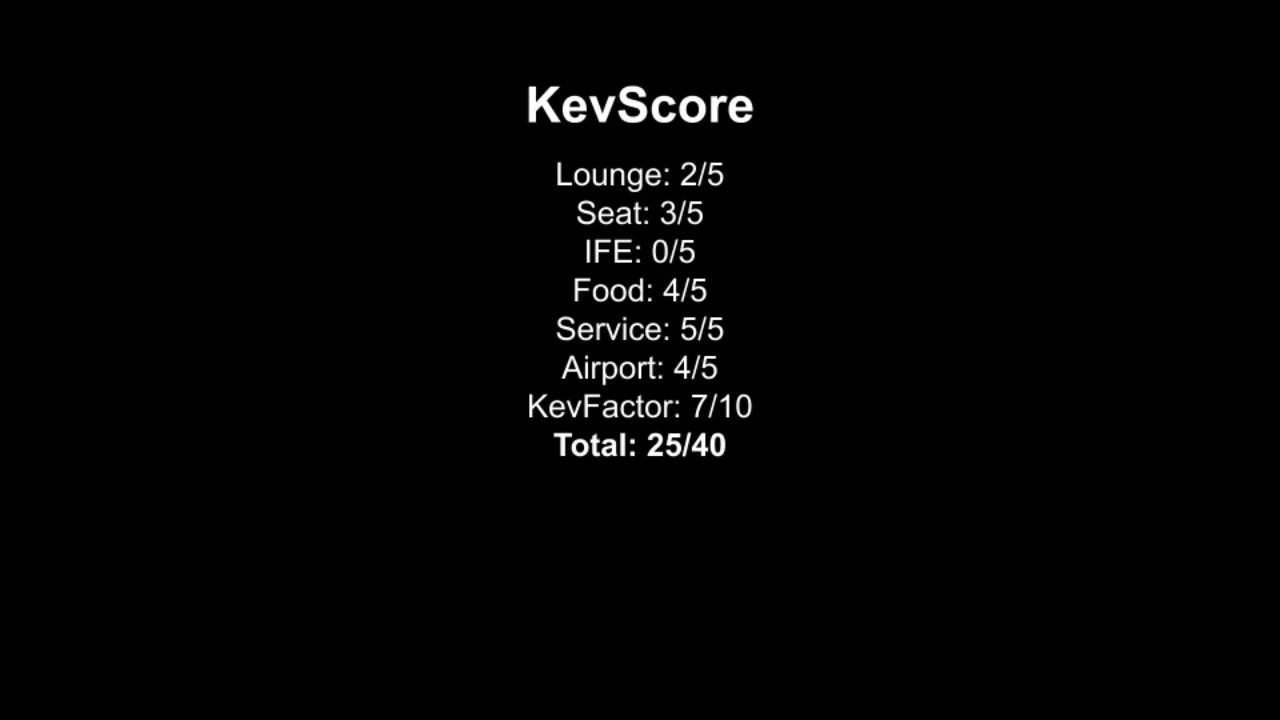 KevScore
Lounge: 2/5
Seat: 3/5
IFE: 0/5
Food: 4/5
Service: 5/5
Airport: 4/5
KevFactor: 7/10
Total: 25/40